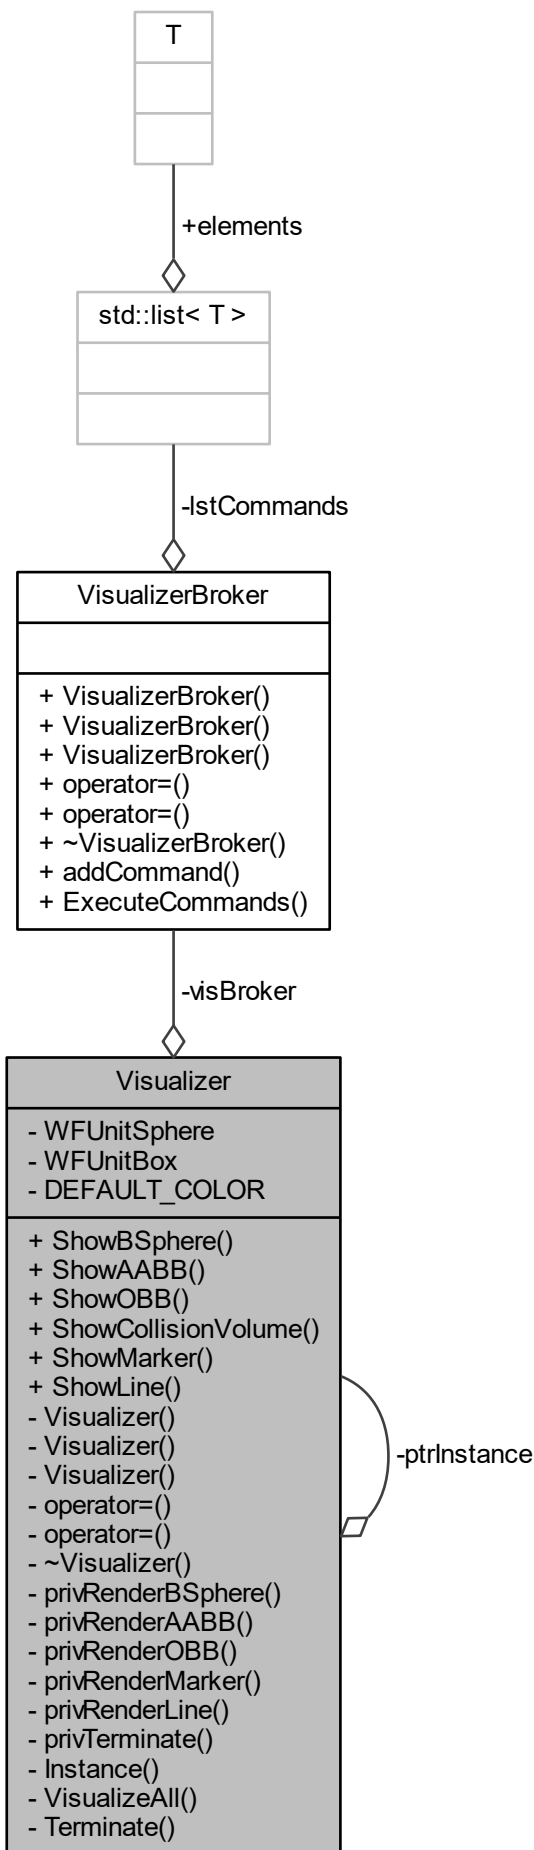 T
+elements
std::list< T >
-lstCommands
VisualizerBroker
+ VisualizerBroker()
+ VisualizerBroker()
+ VisualizerBroker()
+ operator=()
+ operator=()
+ ~VisualizerBroker()
+ addCommand()
+ ExecuteCommands()
-visBroker
Visualizer
- WFUnitSphere
- WFUnitBox
- DEFAULT_COLOR
+ ShowBSphere()
+ ShowAABB()
+ ShowOBB()
+ ShowCollisionVolume()
+ ShowMarker()
+ ShowLine()
- Visualizer()
- Visualizer()
- Visualizer()
- operator=()
- operator=()
- ~Visualizer()
- privRenderBSphere()
- privRenderAABB()
- privRenderOBB()
- privRenderMarker()
- privRenderLine()
- privTerminate()
- Instance()
- VisualizeAll()
- Terminate()
-ptrInstance